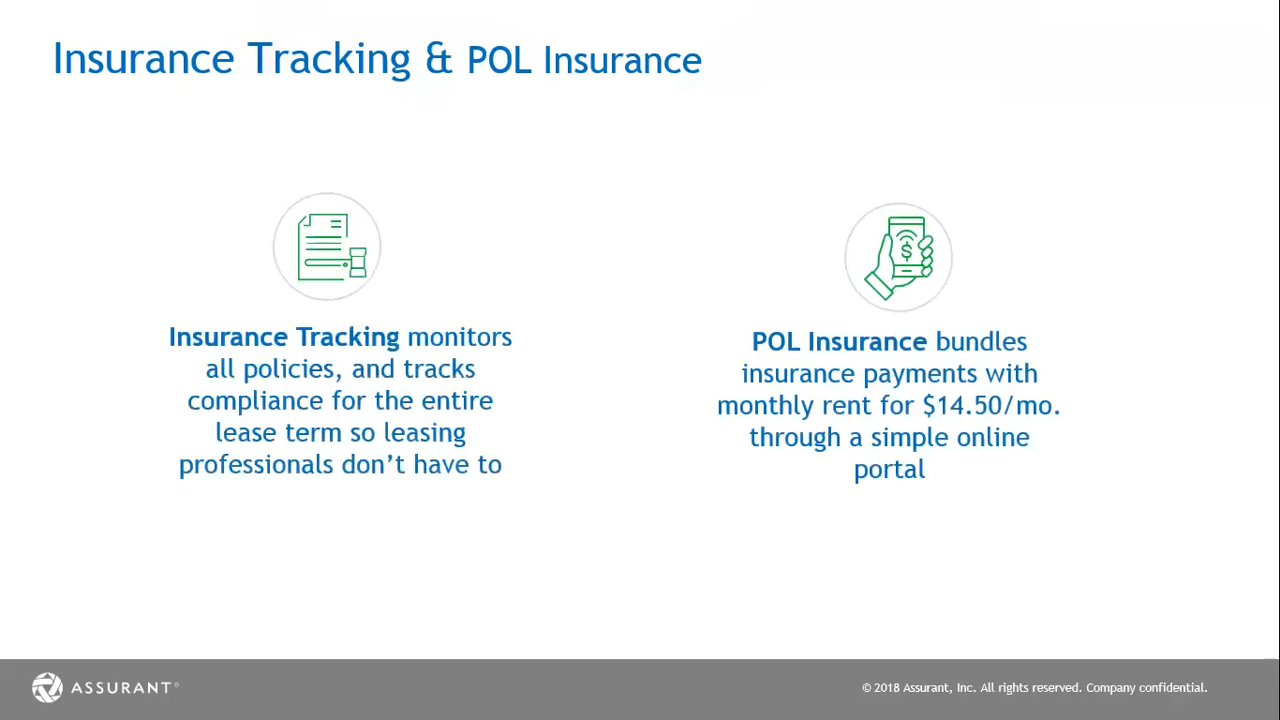 Insurance Tracking & POL Insurance
Insurance Tracking monitors
all policies, and tracks
compliance for the entire
lease term so leasing
professionals don’t have to
$
POL Insurance bundles
insurance payments with
monthly rent for $14.50/mo.
through a simple online
portal
ASSURANT®
© 2018 Assurant, Inc. All rights reserved. Company confidential.